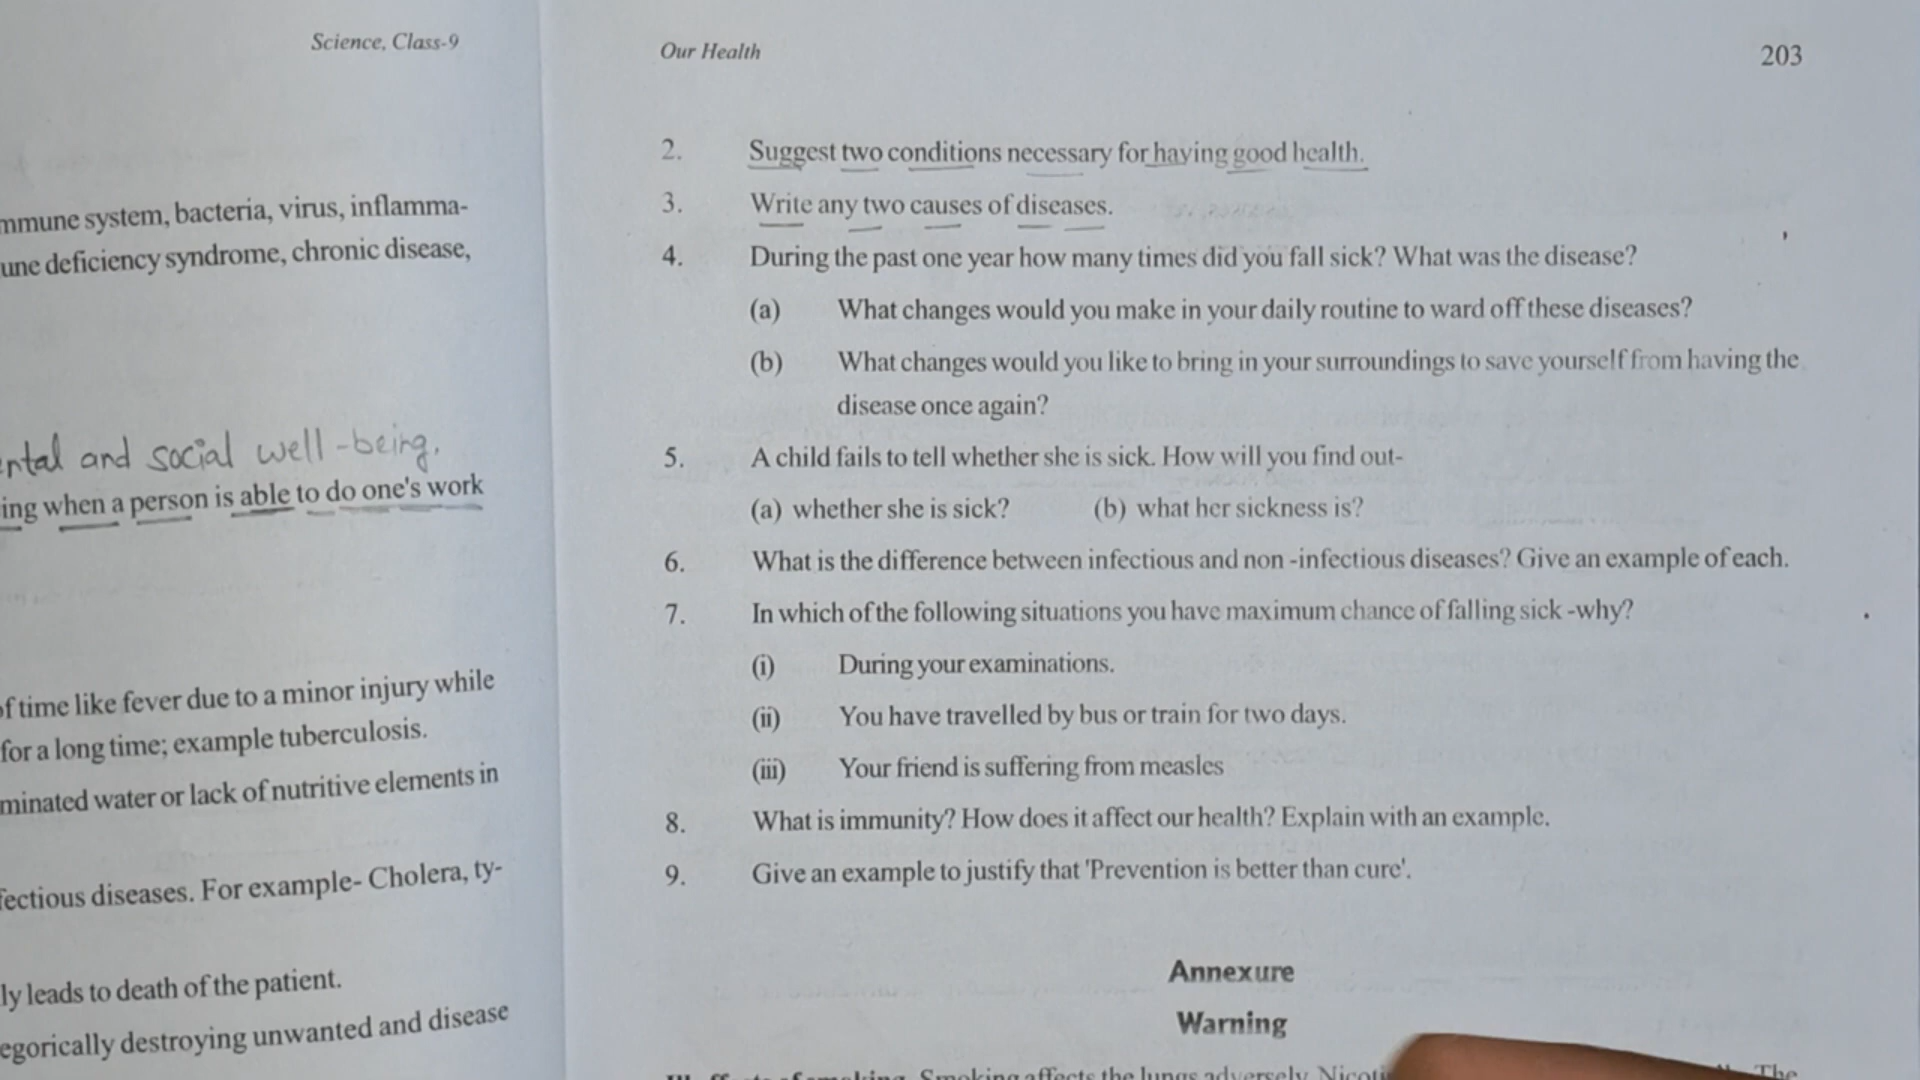 Science, Class-9
mmune system, bacteria, virus, inflamma-
une deficiency syndrome, chronic disease,
ental and social well-being.
ing when a person is able to do one's work
of time like fever due to a minor injury while
for a long time; example tuberculosis.
minated water or lack of nutritive elements in
fectious diseases. For example- Cholera, ty-
ly leads to death of the patient.
egorically destroying unwanted and disease
Our Health
203
2. Suggest two conditions necessary for having good health.
3. Write any two causes of diseases.
4. During the past one year how many times did you fall sick? What was the disease?
(a) What changes would you make in your daily routine to ward off these diseases?
(b) What changes would you like to bring in your surroundings to save yourself from having the
disease once again?
5. A child fails to tell whether she is sick. How will you find out-
(a) whether she is sick? (b) what her sickness is?
6. What is the difference between infectious and non -infectious diseases? Give an example of each.
7. In which of the following situations you have maximum chance of falling sick -why?
(i) During your examinations.
(ii) You have travelled by bus or train for two days.
(iii) Your friend is suffering from measles
8. What is immunity? How does it affect our health? Explain with an example.
9. Give an example to justify that 'Prevention is better than cure'.
Annexure
Warning
Smoking affects the lungs adversely. The